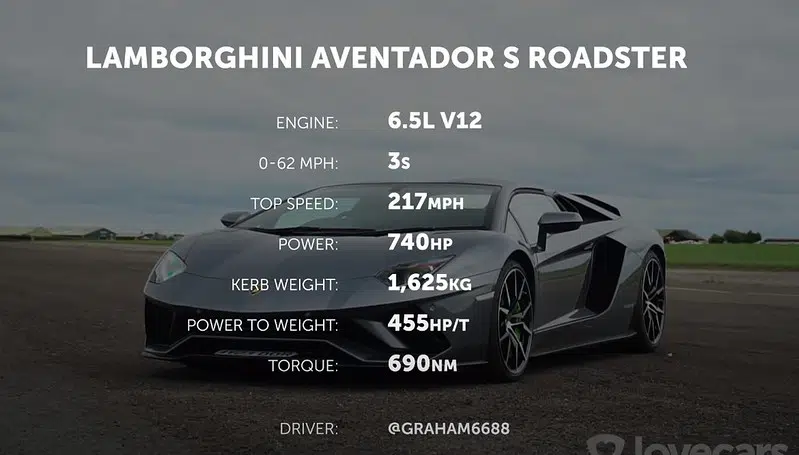 LAMBORGHINI AVENTADOR S ROADSTER
ENGINE: 6.5L V12
0-62 MPH: 3S
TOP SPEED: 217MPH
POWER: 740HP
KERB WEIGHT: 1,625KG
POWER TO WEIGHT: 455HP/T
TORQUE: 690NM
DRIVER: @GRAHAM6688
lovecars